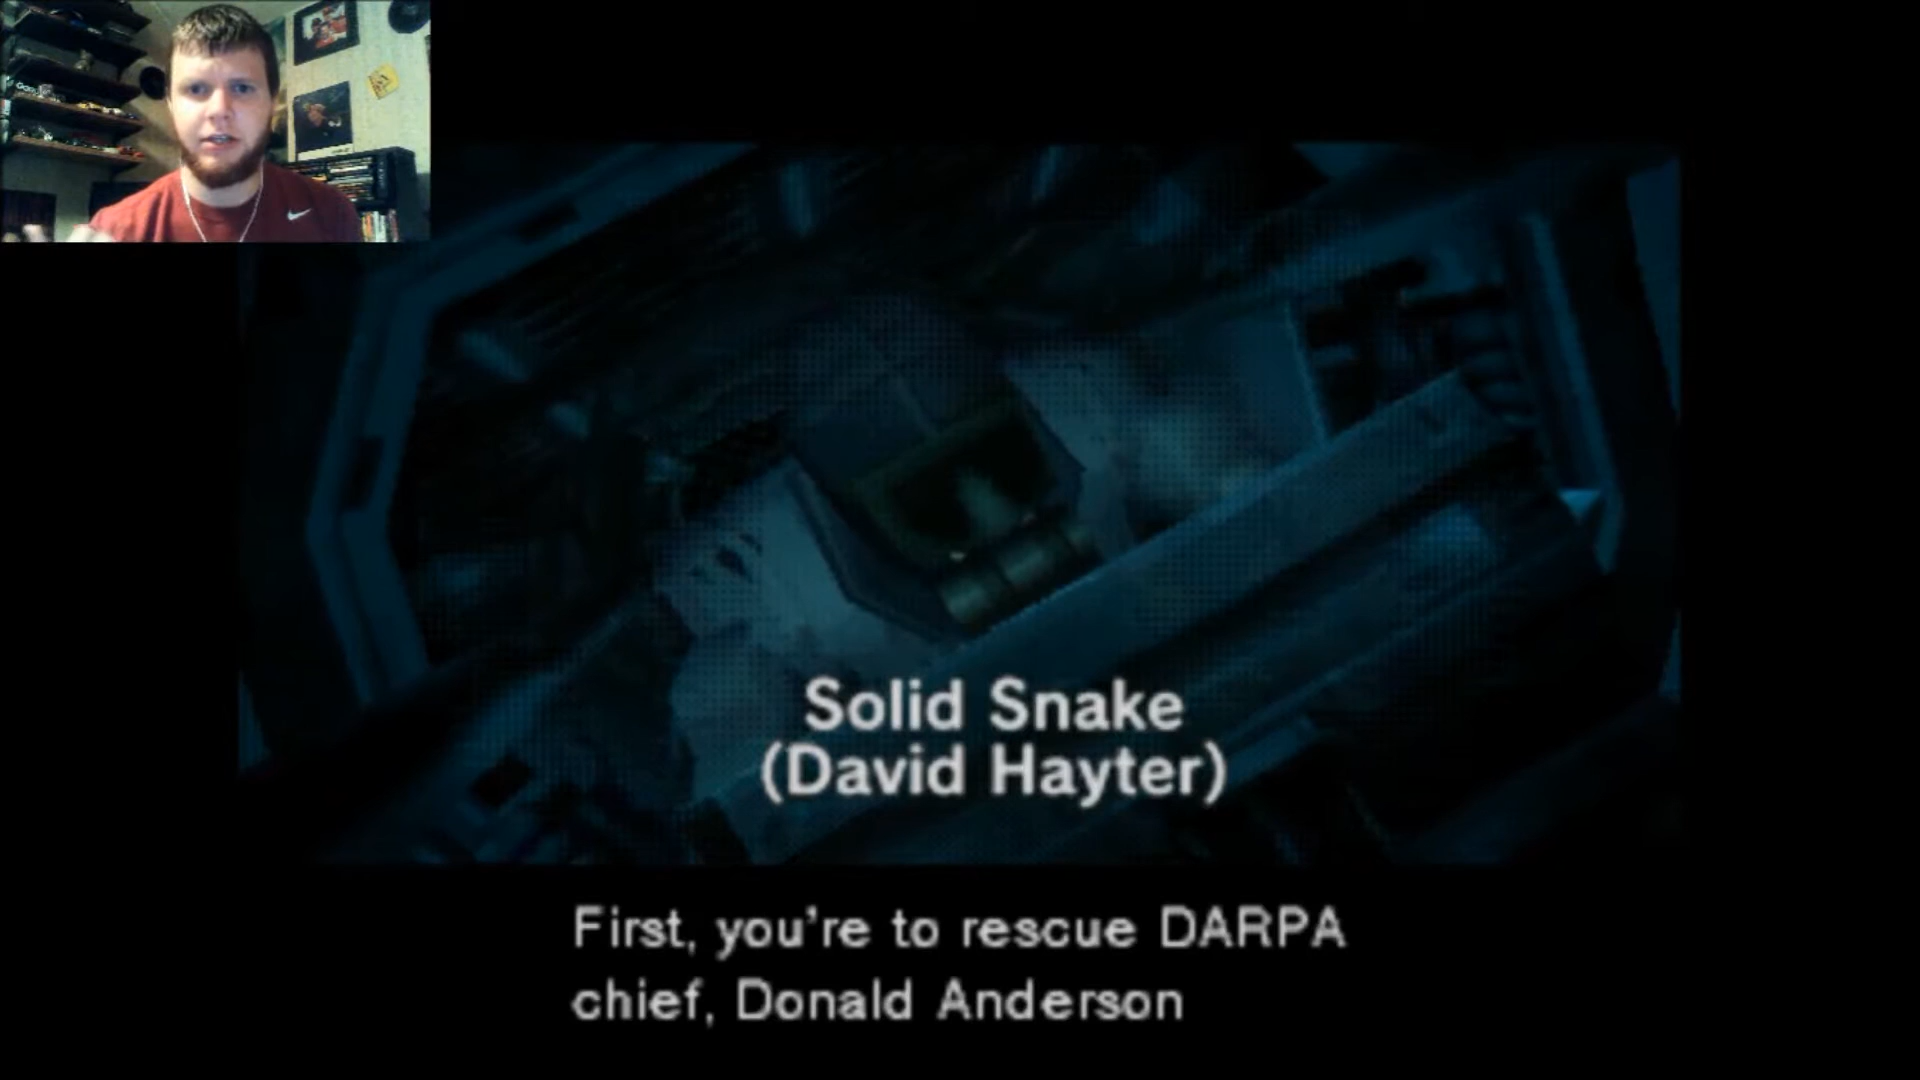 Solid Snake
(David Hayter)
First, you're to rescue DARPA
chief, Donald Anderson